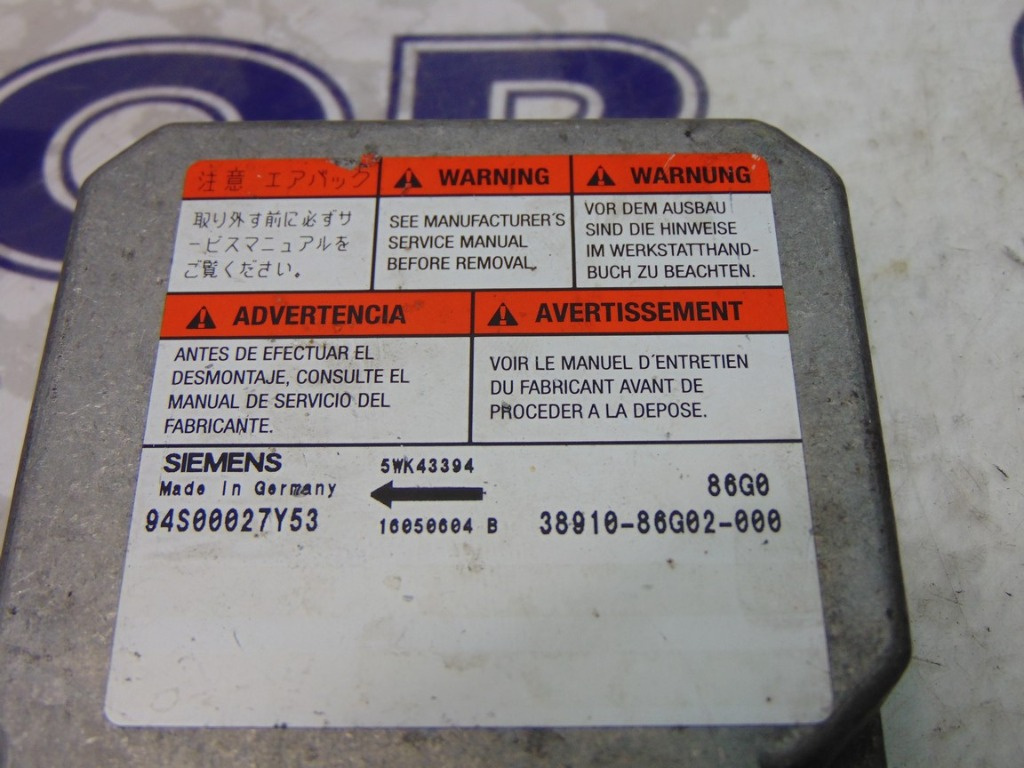 注意 エアバック
取り外す前に必ずサ
ービスマニュアルを
ご覧ください。
WARNING
SEE MANUFACTURER'S
SERVICE MANUAL
BEFORE REMOVAL.
WARNUNG
VOR DEM AUSBAU
SIND DIE HINWEISE
IM WERKSTATTHAND-
BUCH ZU BEACHTEN.
ADVERTENCIA
ANTES DE EFECTUAR EL
DESMONTAJE, CONSULTE EL
MANUAL DE SERVICIO DEL
FABRICANTE.
AVERTISSEMENT
VOIR LE MANUEL D'ENTRETIEN
DU FABRICANT AVANT DE
PROCEDER A LA DEPOSE.
SIEMENS 5WK43394
Made in Germany 86G0
94S00027Y53 16050604 B 38910-86G02-000